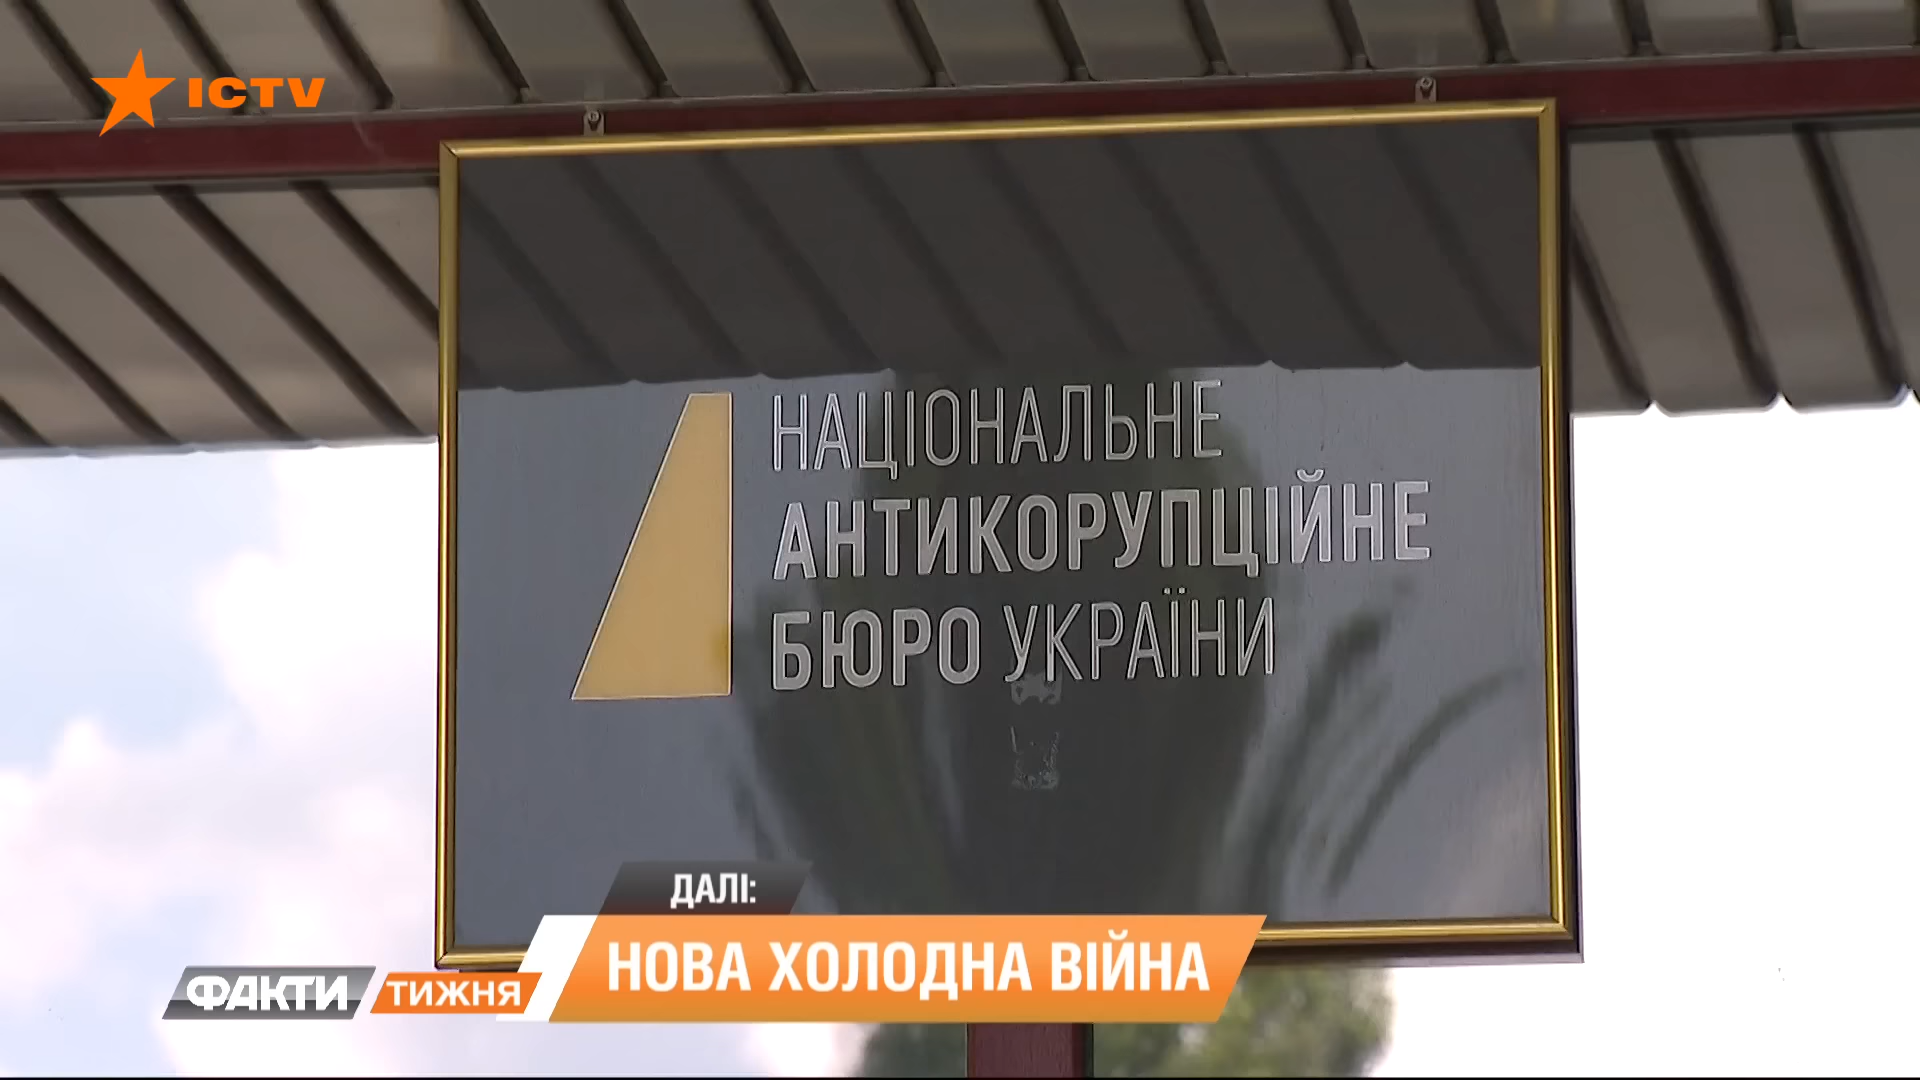 ICTV
НАЦІОНАЛЬНЕ
АНТИКОРУПЦІЙНЕ
БЮРО УКРАЇНИ
ДАЛІ:
НОВА ХОЛОДНА ВІЙНА
ФАКТИ ТИЖНЯ